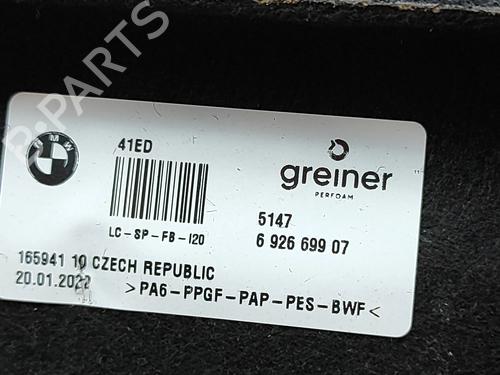 B-PARTS
BMW
41ED
greiner
PERFOAM
LC-SP-FB-I20
5147
6 926 699 07
165941 10 CZECH REPUBLIC
20.01.2022
>PA6-PPGF-PAP-PES-BWF<